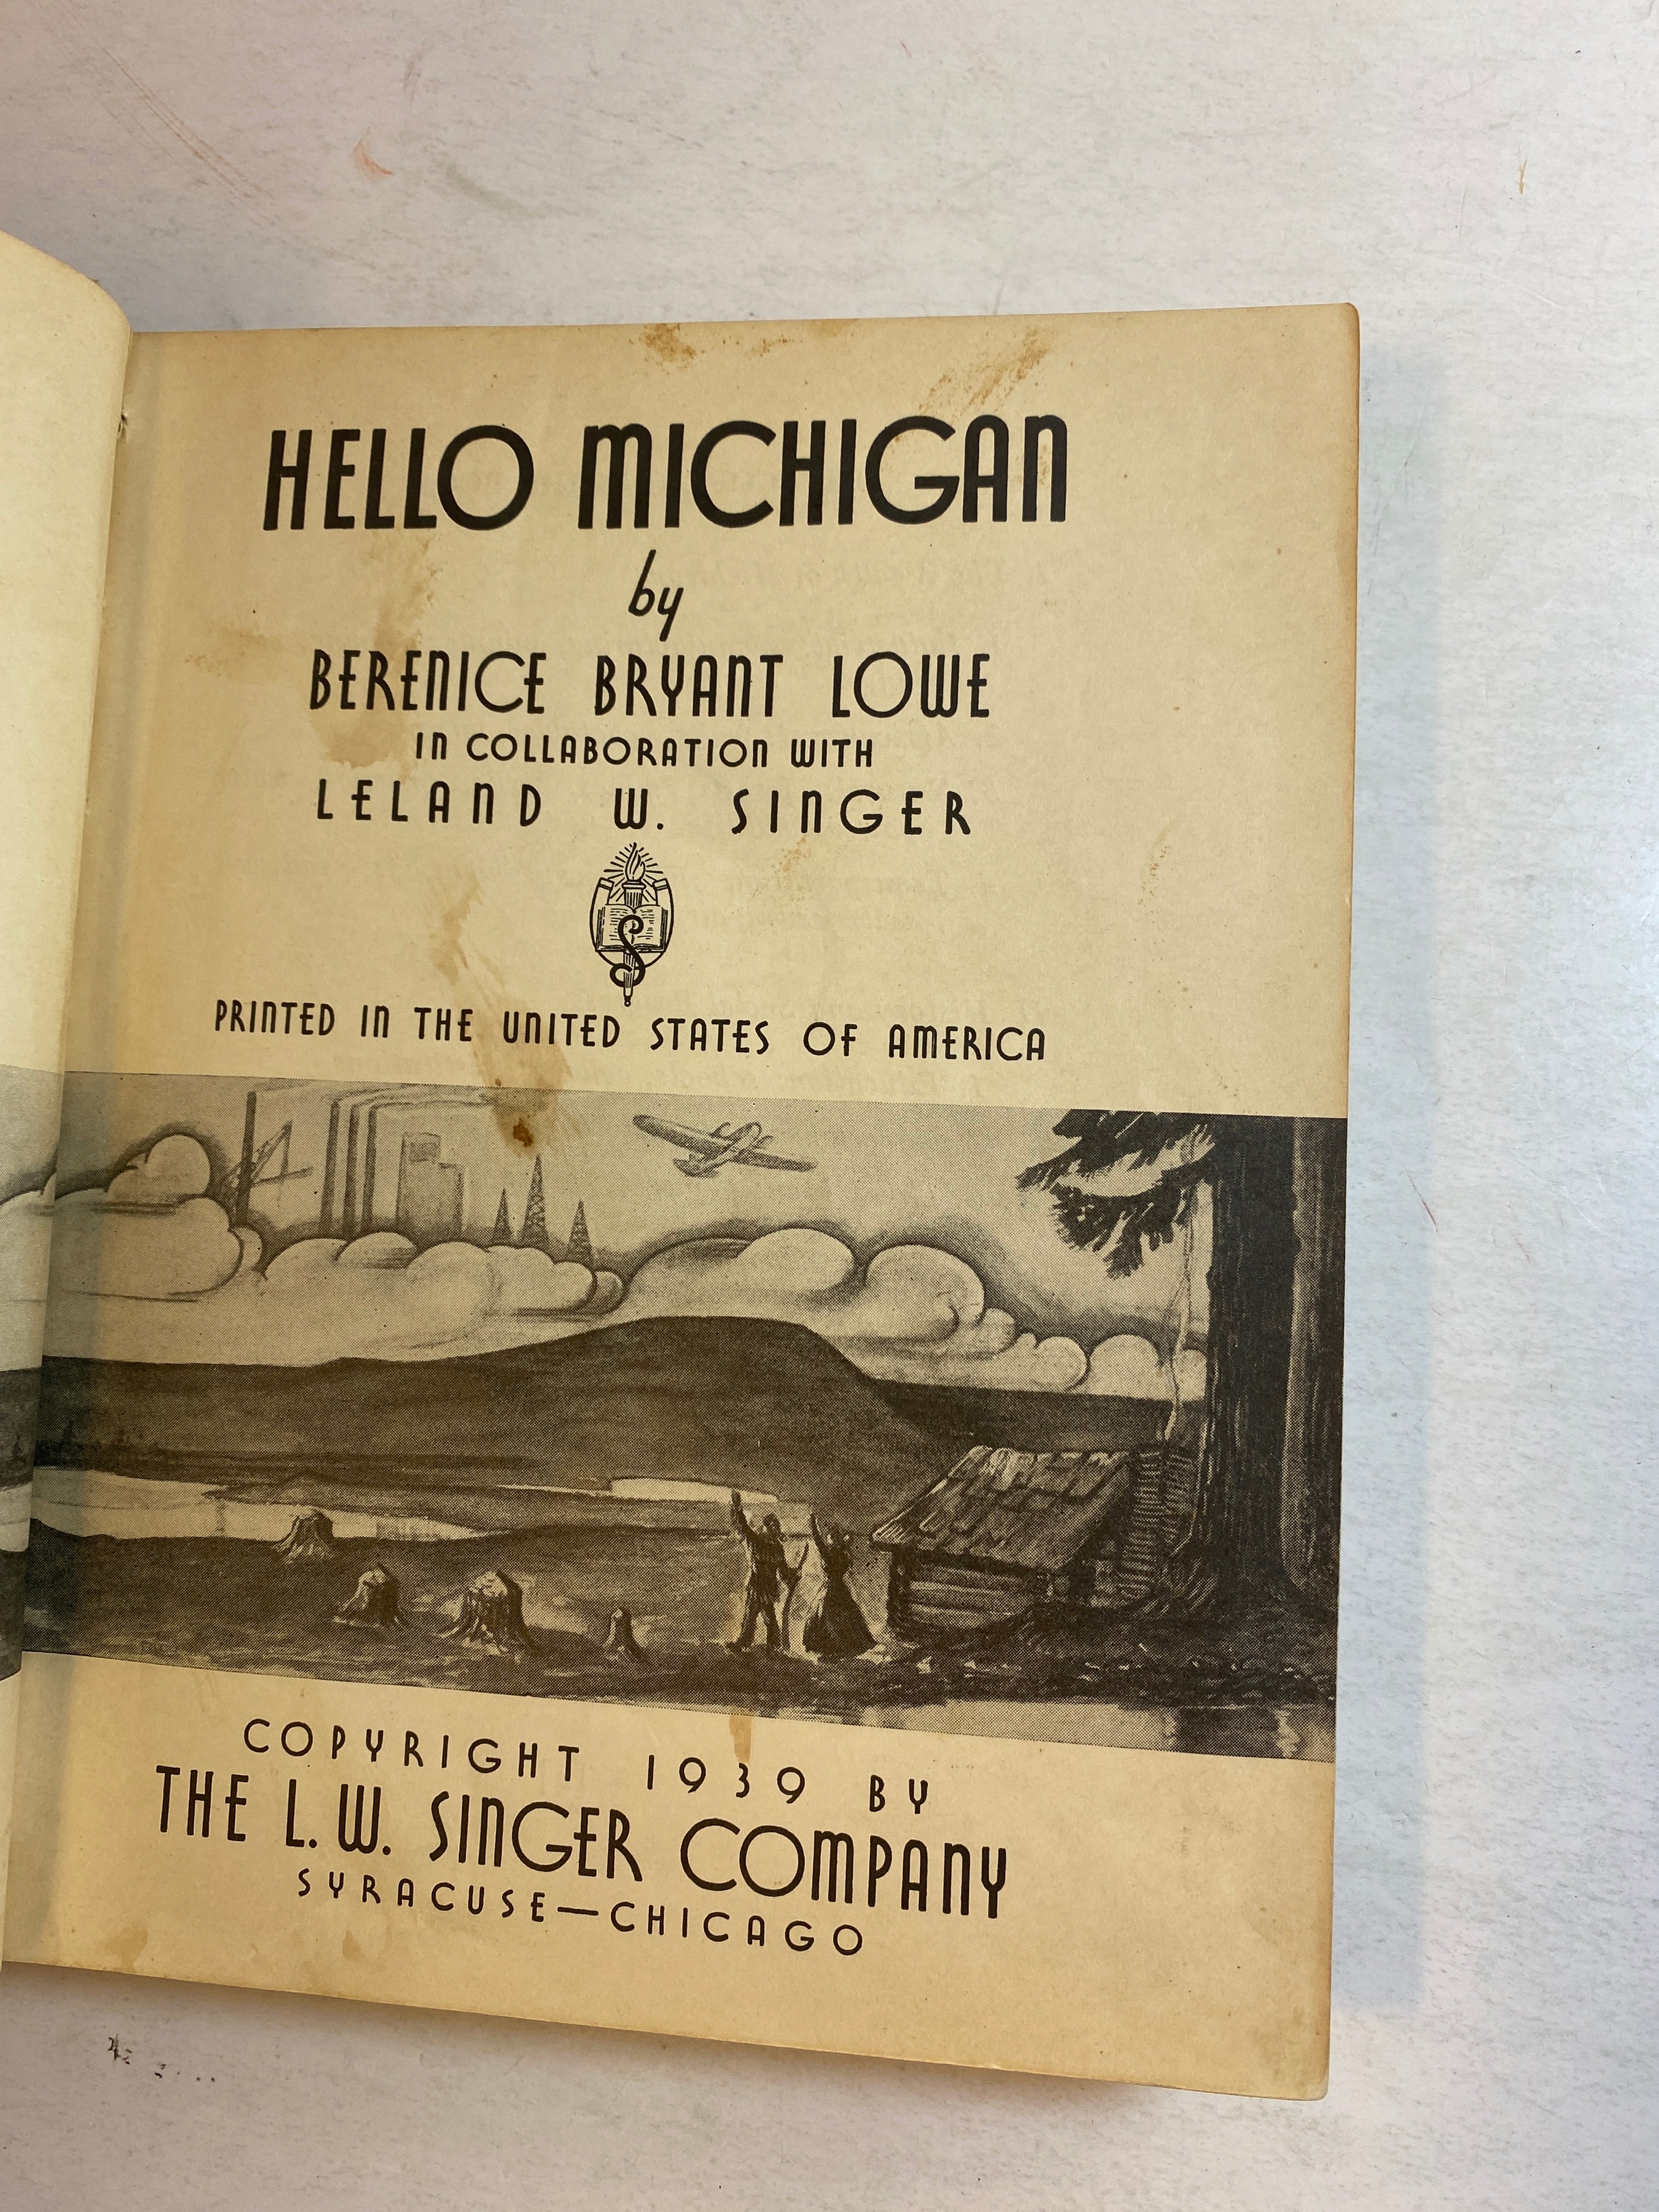 HELLO MICHIGAN
by
BERENICE BRYANT LOWE
IN COLLABORATION WITH
LELAND W. SINGER
S
PRINTED IN THE UNITED STATES OF AMERICA
COPYRIGHT 1939 BY
THE L. W. SINGER COMPANY
SYRACUSE—CHICAGO